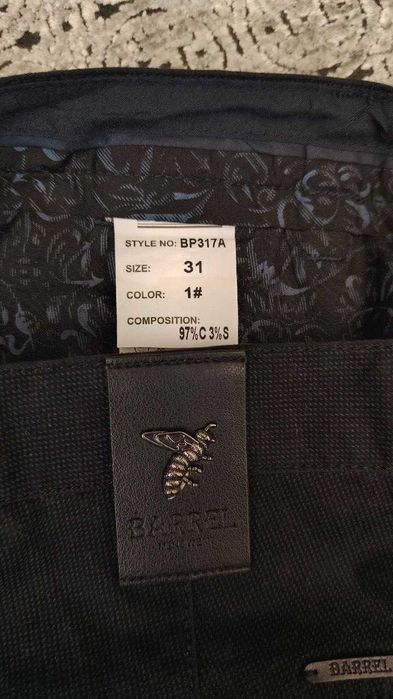 STYLE NO: BP317A
SIZE: 31
COLOR: 1#
COMPOSITION:
97%C 3%S
BARREL
BARREL